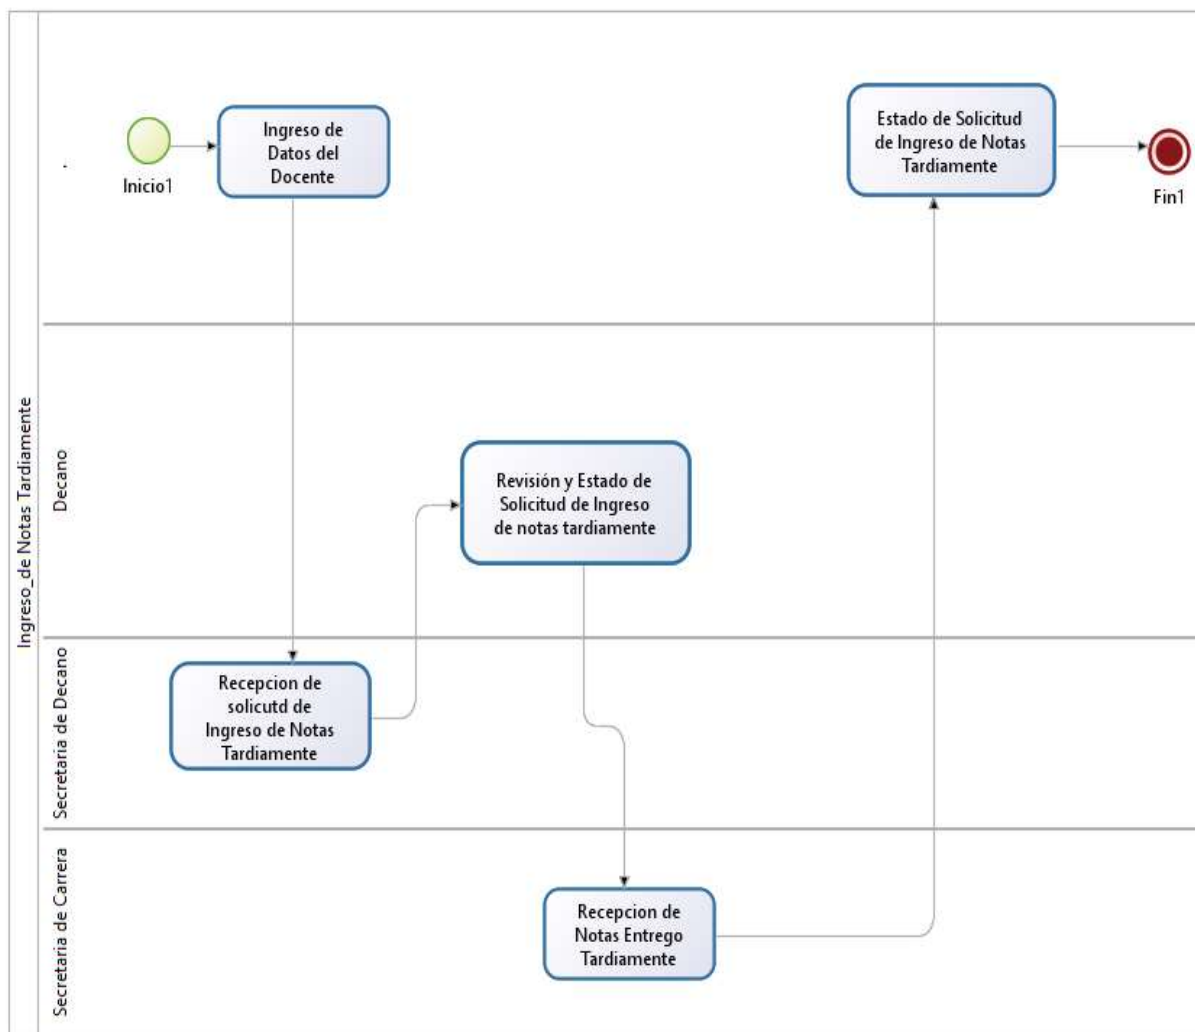 Ingreso_de Notas Tardiamente
.
Inicio1
Ingreso de
Datos del
Docente
Estado de Solicitud
de Ingreso de Notas
Tardiamente
Fin1
Decano
Revisión y Estado de
Solicitud de Ingreso
de notas tardiamente
Secretaria de Decano
Recepcion de
solicutd de
Ingreso de Notas
Tardiamente
Secretaria de Carrera
Recepcion de
Notas Entrego
Tardiamente